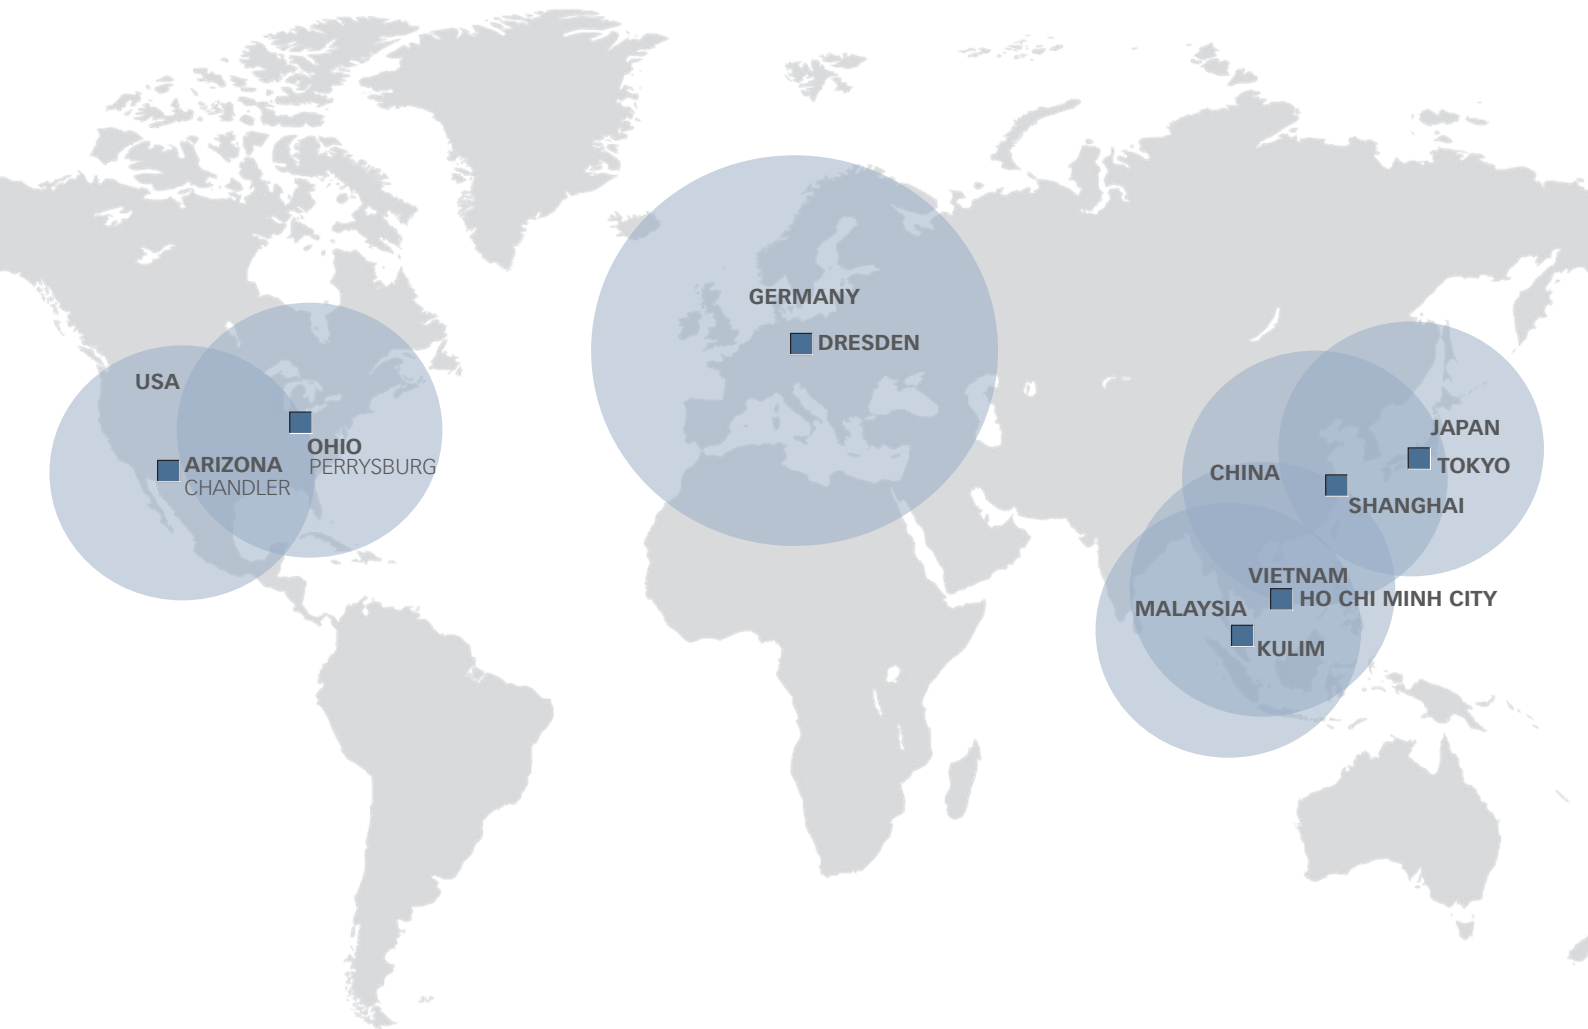 USA
ARIZONA
CHANDLER
OHIO
PERRYSBURG
GERMANY
DRESDEN
JAPAN
TOKYO
CHINA
SHANGHAI
VIETNAM
HO CHI MINH CITY
MALAYSIA
KULIM